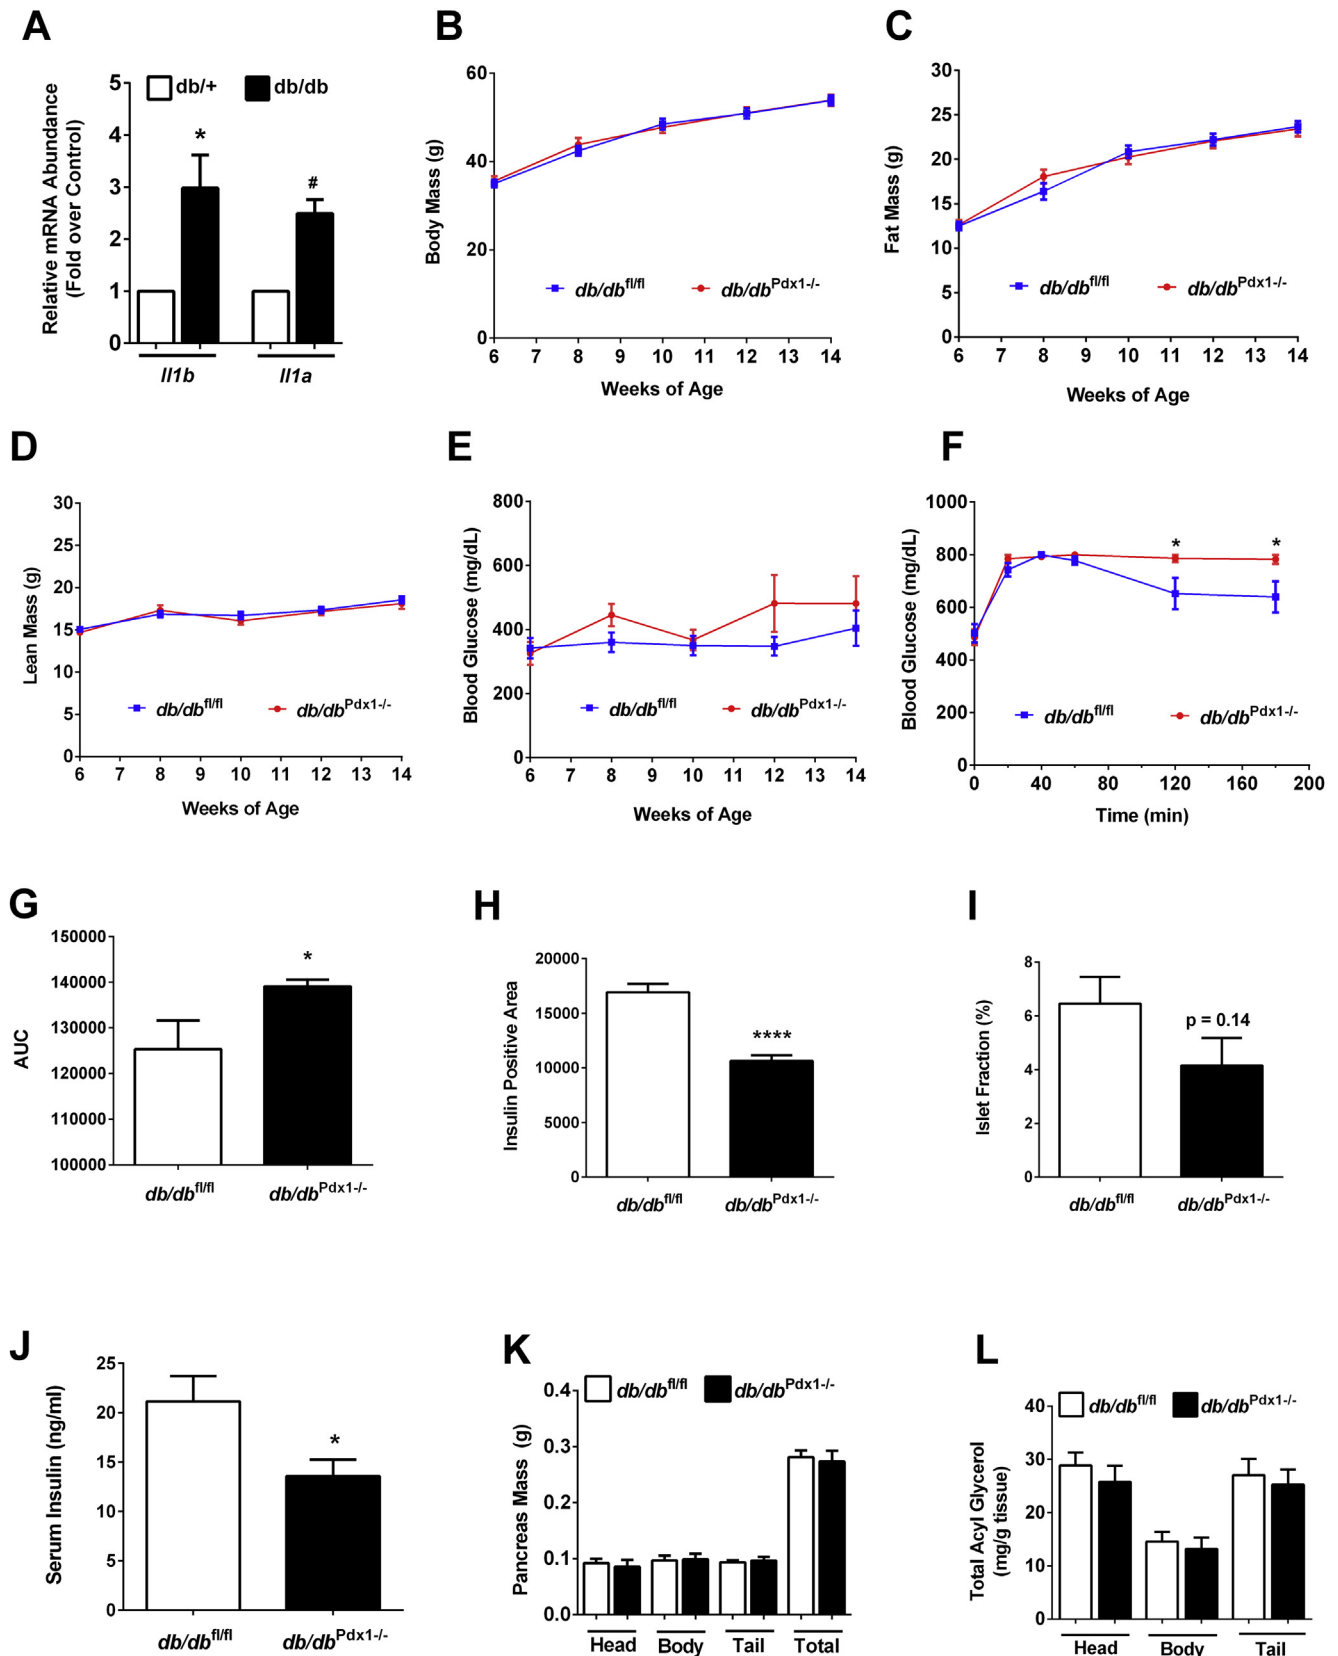 A
Relative mRNA Abundance
(Fold over Control)
5
4
3
2
1
0
db/+
db/db
*
#
Il1b
Il1a
B
Body Mass (g)
60
40
20
0
db/db fl/fl
db/db Pdx1-/-
6 7 8 9 10 11 12 13 14
Weeks of Age
C
Fat Mass (g)
30
25
20
15
10
5
0
db/db fl/fl
db/db Pdx1-/-
6 7 8 9 10 11 12 13 14
Weeks of Age
D
Lean Mass (g)
30
25
20
15
10
5
0
db/db fl/fl
db/db Pdx1-/-
6 7 8 9 10 11 12 13 14
Weeks of Age
E
Blood Glucose (mg/dL)
800
600
400
200
0
db/db fl/fl
db/db Pdx1-/-
6 7 8 9 10 11 12 13 14
Weeks of Age
F
Blood Glucose (mg/dL)
1000
800
600
400
200
0
* *
db/db fl/fl
db/db Pdx1-/-
0 40 80 120 160 200
Time (min)
G
AUC
150000
140000
130000
120000
110000
100000
*
db/db fl/fl
db/db Pdx1-/-
H
Insulin Positive Area
20000
15000
10000
5000
0
****
db/db fl/fl
db/db Pdx1-/-
I
Islet Fraction (%)
8
6
4
2
0
p = 0.14
db/db fl/fl
db/db Pdx1-/-
J
Serum Insulin (ng/ml)
25
20
15
10
5
0
*
db/db fl/fl
db/db Pdx1-/-
K
Pancreas Mass (g)
0.4
0.3
0.2
0.1
0.0
db/db fl/fl
db/db Pdx1-/-
Head Body Tail Total
L
Total Acyl Glycerol
(mg/g tissue)
40
30
20
10
0
db/db fl/fl
db/db Pdx1-/-
Head Body Tail